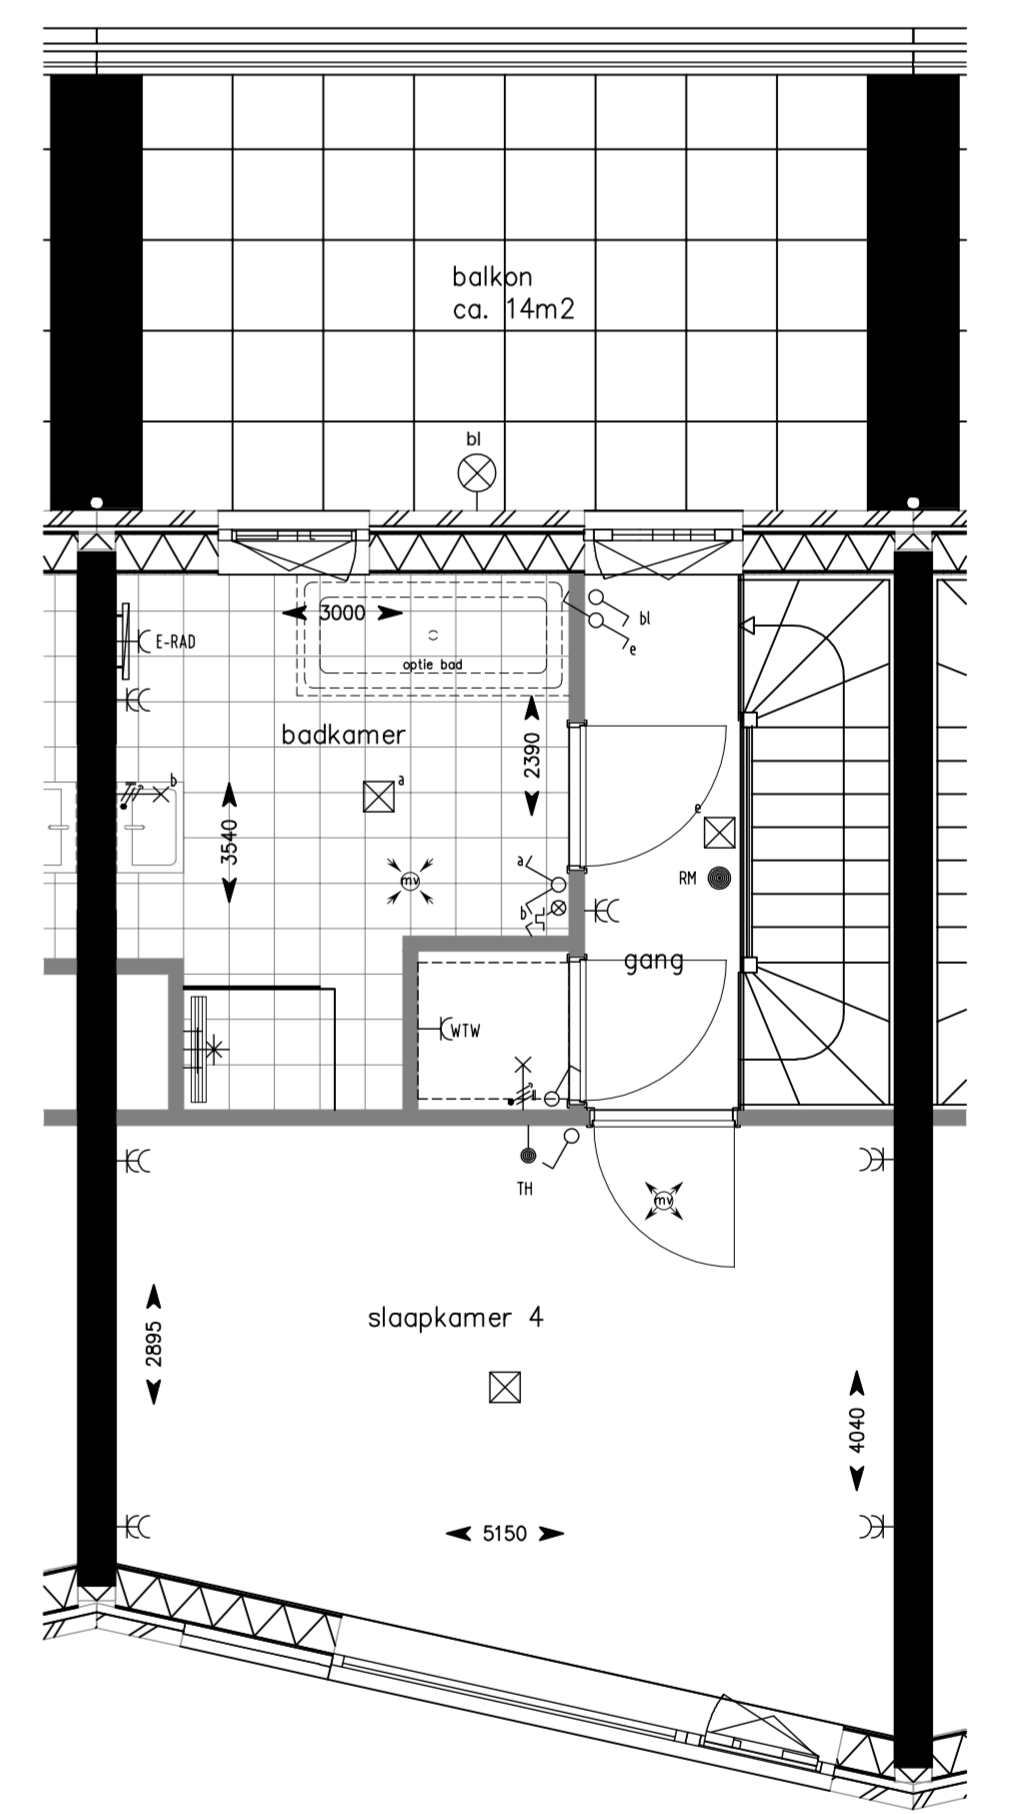 balkon
ca. 14m2
bl
3000
bl
E-RAD
e
optie bad
badkamer
2390
b
a
3540
e
a
mv
RM
b
gang
WTW
TH
mv
slaapkamer 4
2895
4040
5150